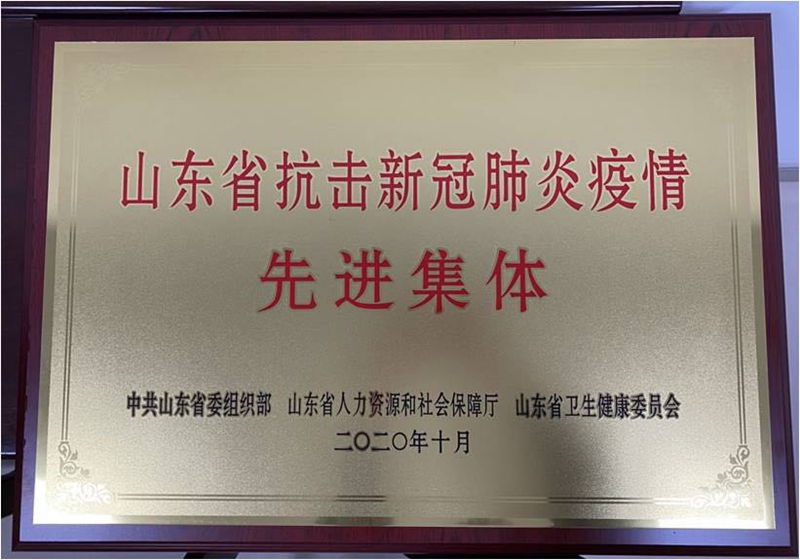 山东省抗击新冠肺炎疫情
先进集体
中共山东省委组织部 山东省人力资源和社会保障厅 山东省卫生健康委员会
二〇二〇年十月